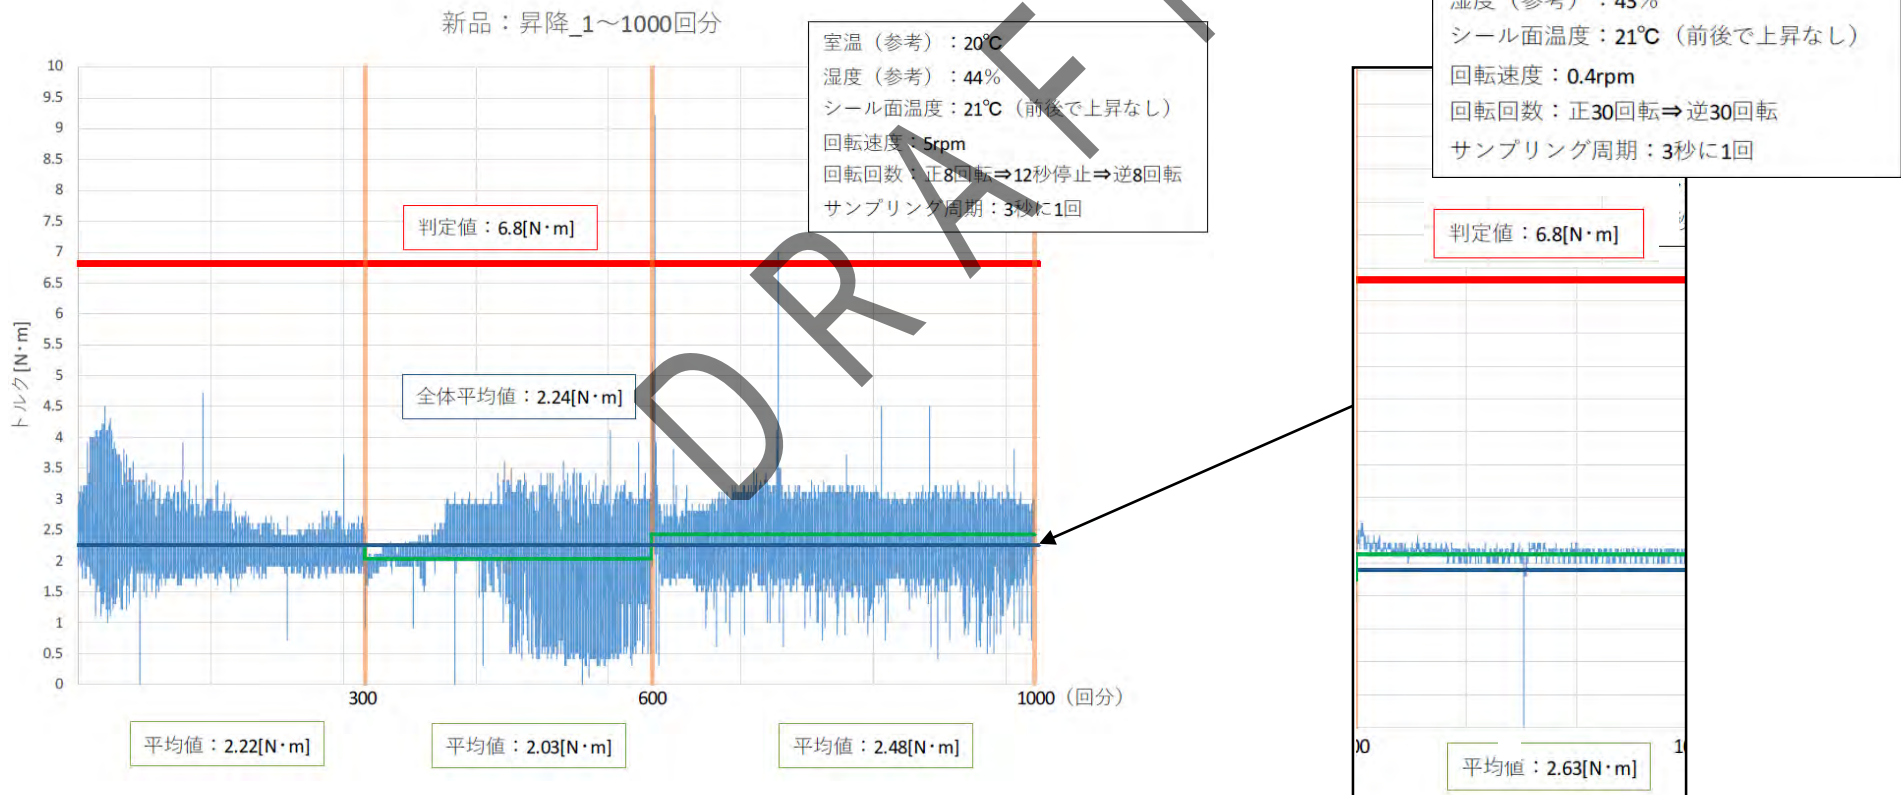 新品：昇降_1～1000回分
室温（参考）：20℃
湿度（参考）：44%
シール面温度：21℃（前後で上昇なし）
回転速度：5rpm
回転回数：正8回転⇒12秒停止⇒逆8回転
サンプリング周期：3秒に1回
判定値：6.8[N・m]
全体平均値：2.24[N・m]
トルク[N・m]
10
9.5
9
8.5
8
7.5
7
6.5
6
5.5
5
4.5
4
3.5
3
2.5
2
1.5
1
0.5
0
300
600
1000（回分）
平均値：2.22[N・m]
平均値：2.03[N・m]
平均値：2.48[N・m]
DRAFT
湿度（参考）：43%
シール面温度：21℃（前後で上昇なし）
回転速度：0.4rpm
回転回数：正30回転⇒逆30回転
サンプリング周期：3秒に1回
判定値：6.8[N・m]
平均値：2.63[N・m]